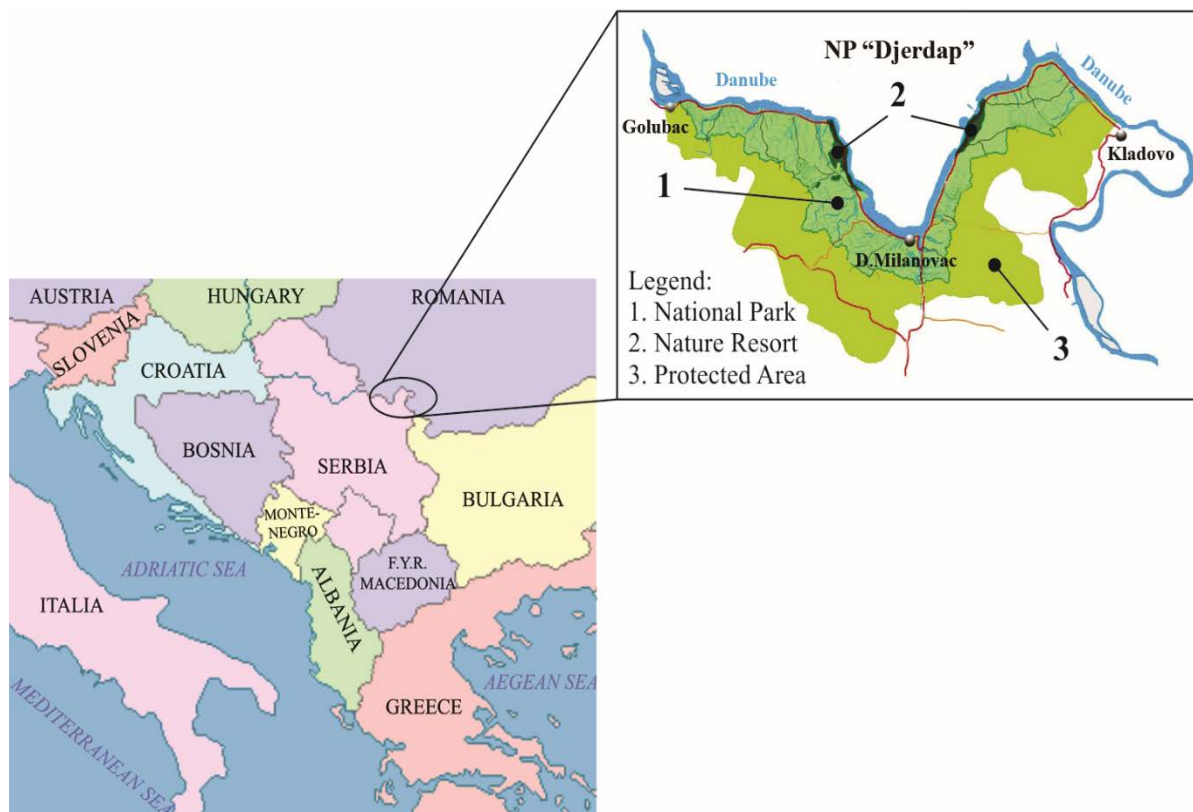 NP “Djerdap”
Danube
2
Danube
Golubac
Kladovo
1
D.Milanovac
Legend:
1. National Park
2. Nature Resort
3. Protected Area
3
AUSTRIA
HUNGARY
ROMANIA
SLOVENIA
CROATIA
BOSNIA
SERBIA
BULGARIA
MONTE-
NEGRO
F.Y.R.
MACEDONIA
ADRIATIC SEA
ALBANIA
ITALIA
AEGEAN SEA
GREECE
MEDITERRANEAN SEA